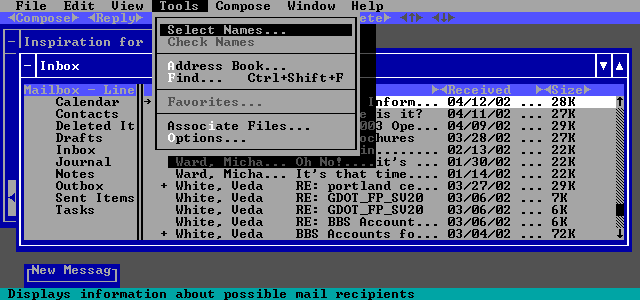 File Edit View Tools Compose Window Help
◄Compose► ◄Reply► ete► ◄↑► ◄↓►
Inspiration for
Select Names...
Check Names
Address Book...
Find... Ctrl+Shift+F
Favorites...
Associate Files...
Options...
Inbox
Mailbox - Line ►◄Received ►◄Size►
Calendar Inform... 04/12/02 ... 28K
Contacts e is it? 04/11/02 ... 27K
Deleted It 003 Ope... 04/09/02 ... 29K
Drafts ochures 03/28/02 ... 27K
Inbox in... 02/13/02 ... 22K
Journal Ward, Micha... Oh No!....it's ... 01/30/02 ... 22K
Notes Ward, Micha... It's that time... 01/14/02 ... 22K
Outbox + White, Veda RE: portland ce... 03/27/02 ... 29K
Sent Items White, Veda RE: GDOT_FP_SV20 03/06/02 ... 7K
Tasks White, Veda RE: GDOT_FP_SV20 03/06/02 ... 6K
White, Veda RE: BBS Account... 03/06/02 ... 6K
+ White, Veda BBS Accounts fo... 03/04/02 ... 72K
New Messag
Displays information about possible mail recipients